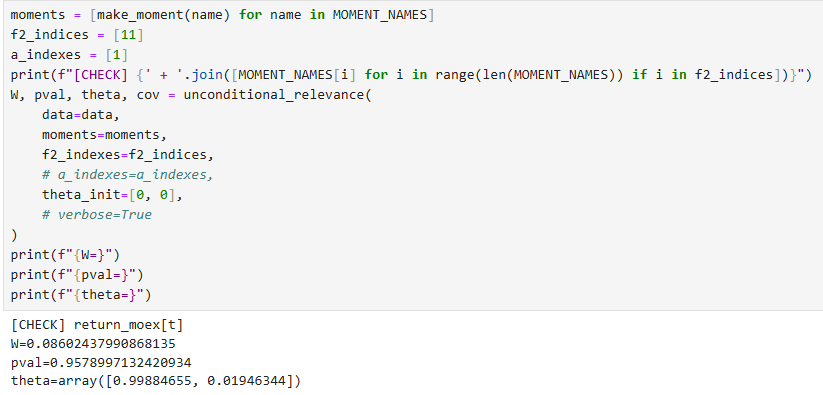 moments = [make_moment(name) for name in MOMENT_NAMES]
f2_indices = [11]
a_indexes = [1]
print(f"[CHECK] {' + '.join([MOMENT_NAMES[i] for i in range(len(MOMENT_NAMES)) if i in f2_indices])}")
W, pval, theta, cov = unconditional_relevance(
    data=data,
    moments=moments,
    f2_indexes=f2_indices,
    # a_indexes=a_indexes,
    theta_init=[0, 0],
    # verbose=True
)
print(f"{W=}")
print(f"{pval=}")
print(f"{theta=}")
[CHECK] return_moex[t]
W=0.08602437990868135
pval=0.9578997132420934
theta=array([0.99884655, 0.01946344])